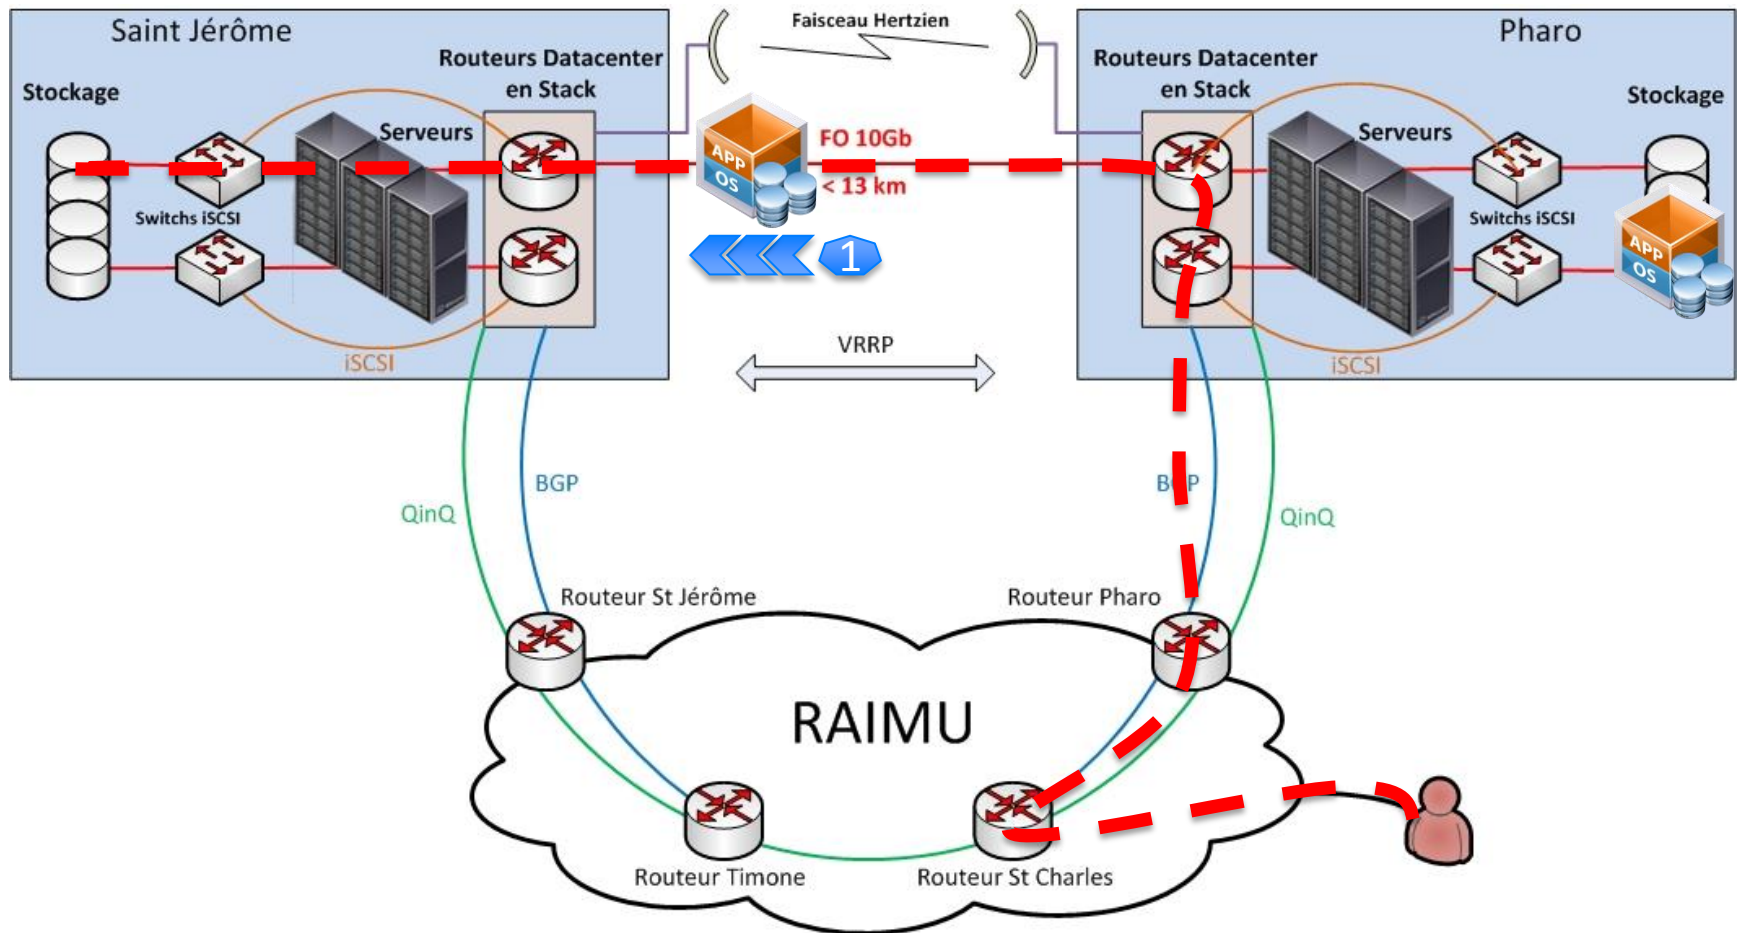 Saint Jérôme
Faisceau Hertzien
Pharo
Routeurs Datacenter
en Stack
Routeurs Datacenter
en Stack
Stockage
Stockage
Serveurs
Serveurs
APP
OS
FO 10Gb
< 13 km
Switchs iSCSI
Switchs iSCSI
APP
OS
1
VRRP
iSCSI
iSCSI
BGP
BGP
QinQ
QinQ
Routeur St Jérôme
Routeur Pharo
RAIMU
Routeur Timone
Routeur St Charles